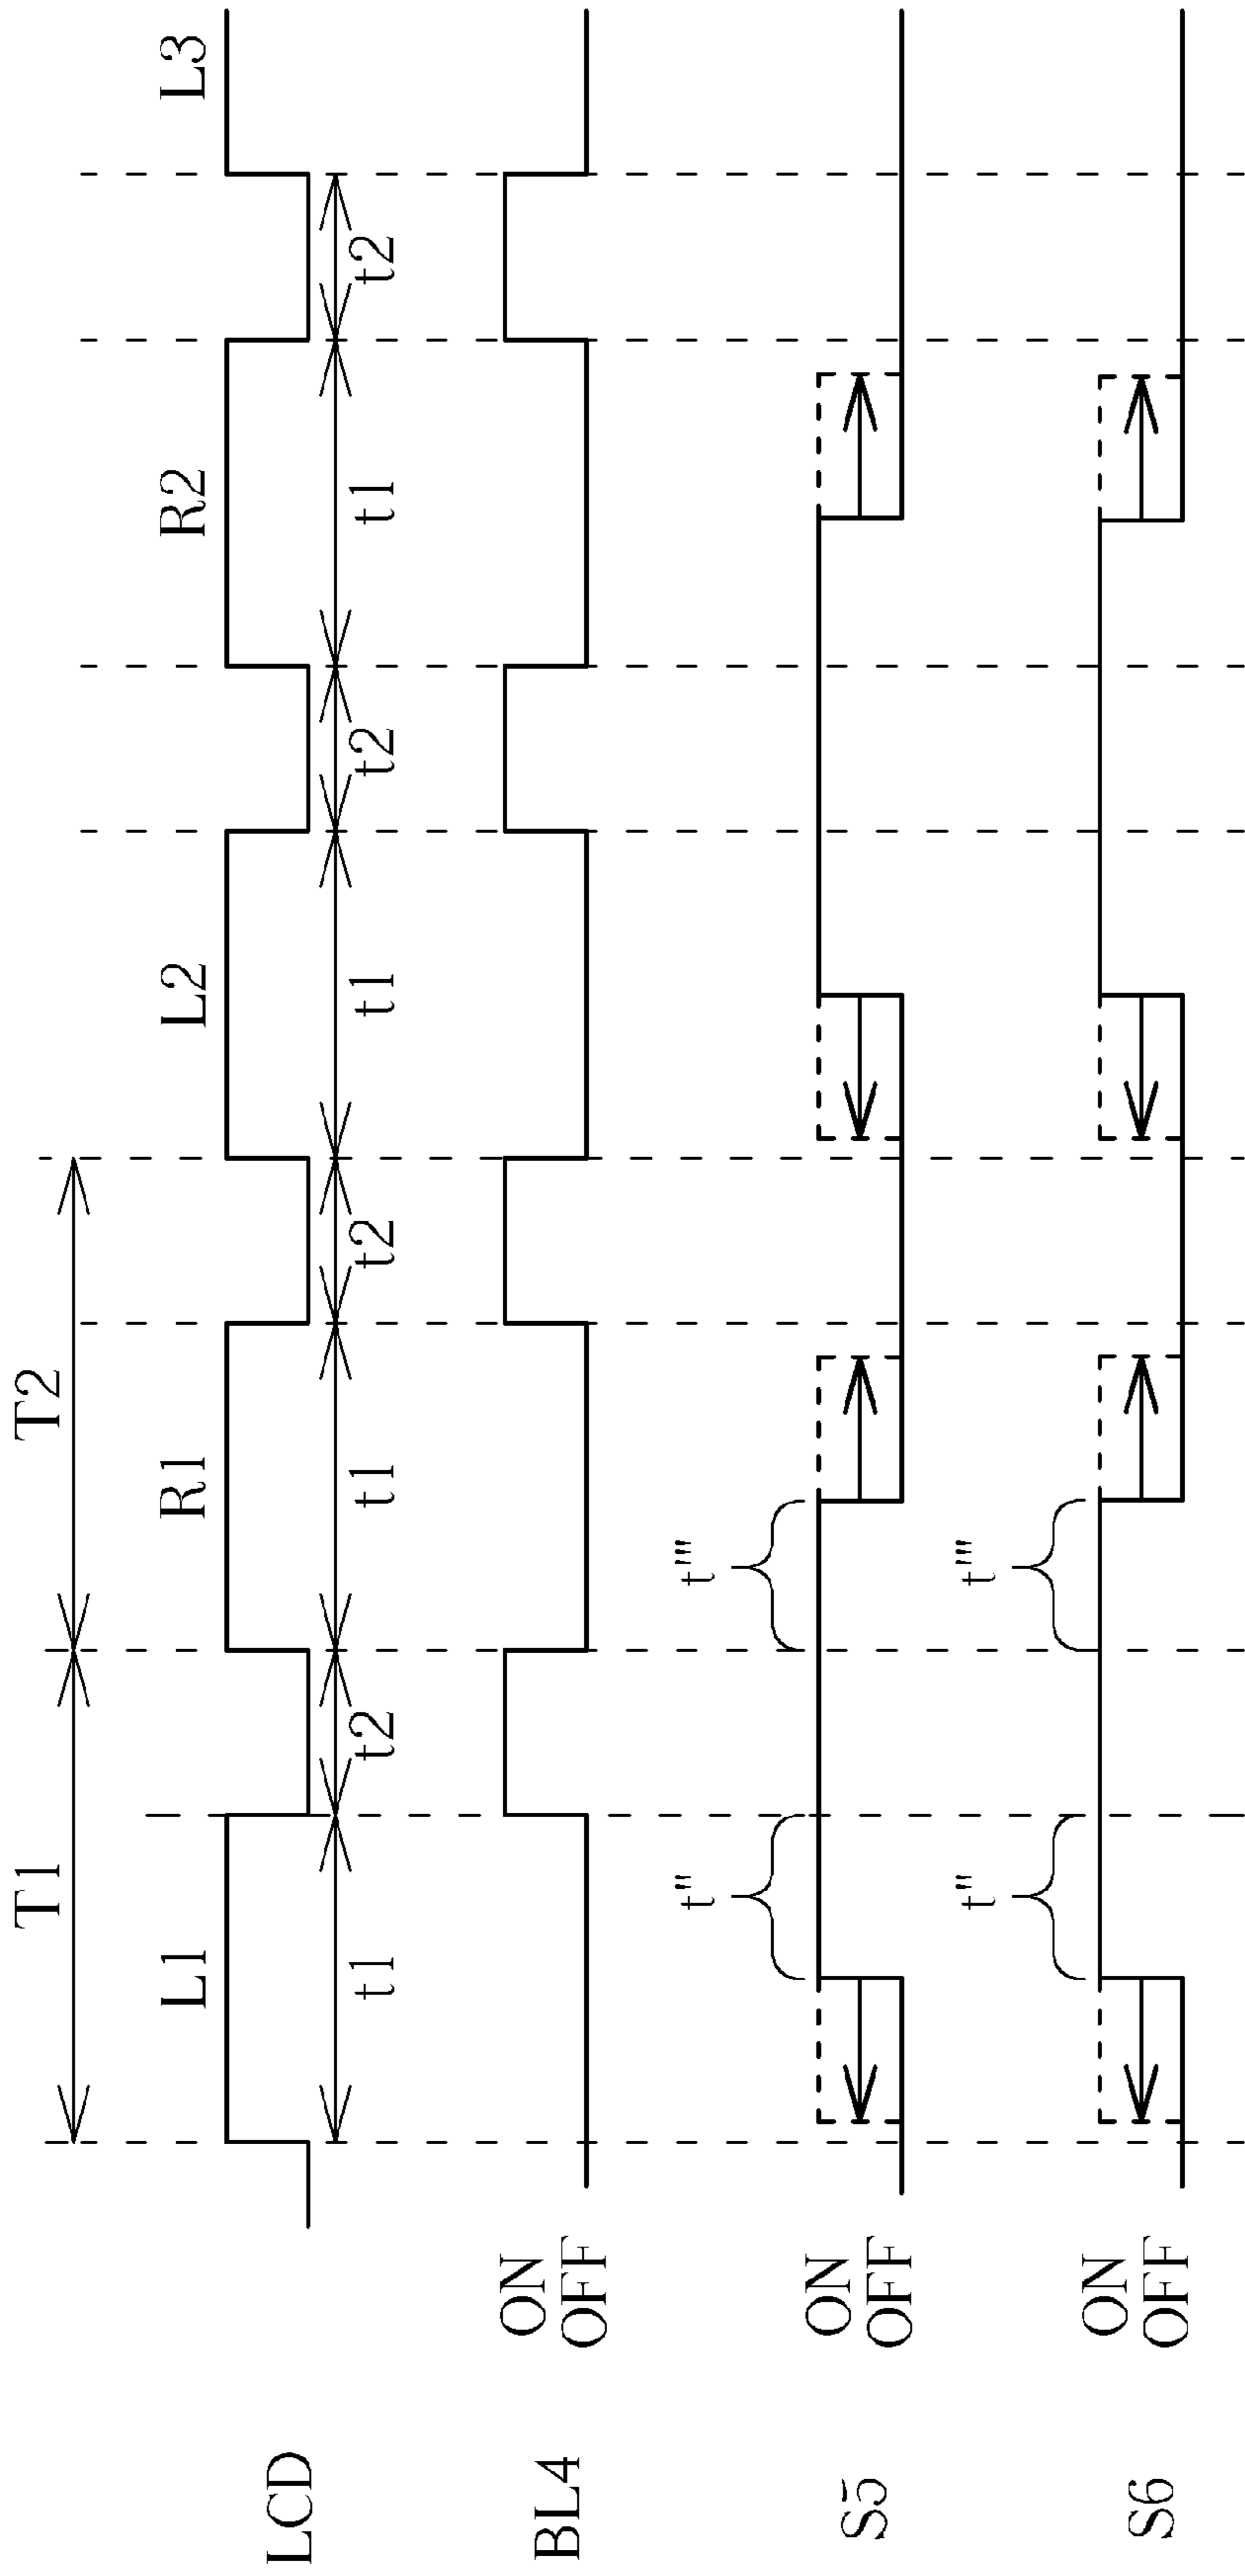 T1 T2
L1 R1 L2 R2 L3
LCD
t1 t2 t1 t2 t1 t2 t1 t2
BL4 ON
OFF
t" t'''
S5 ON
OFF
t" t'''
S6 ON
OFF